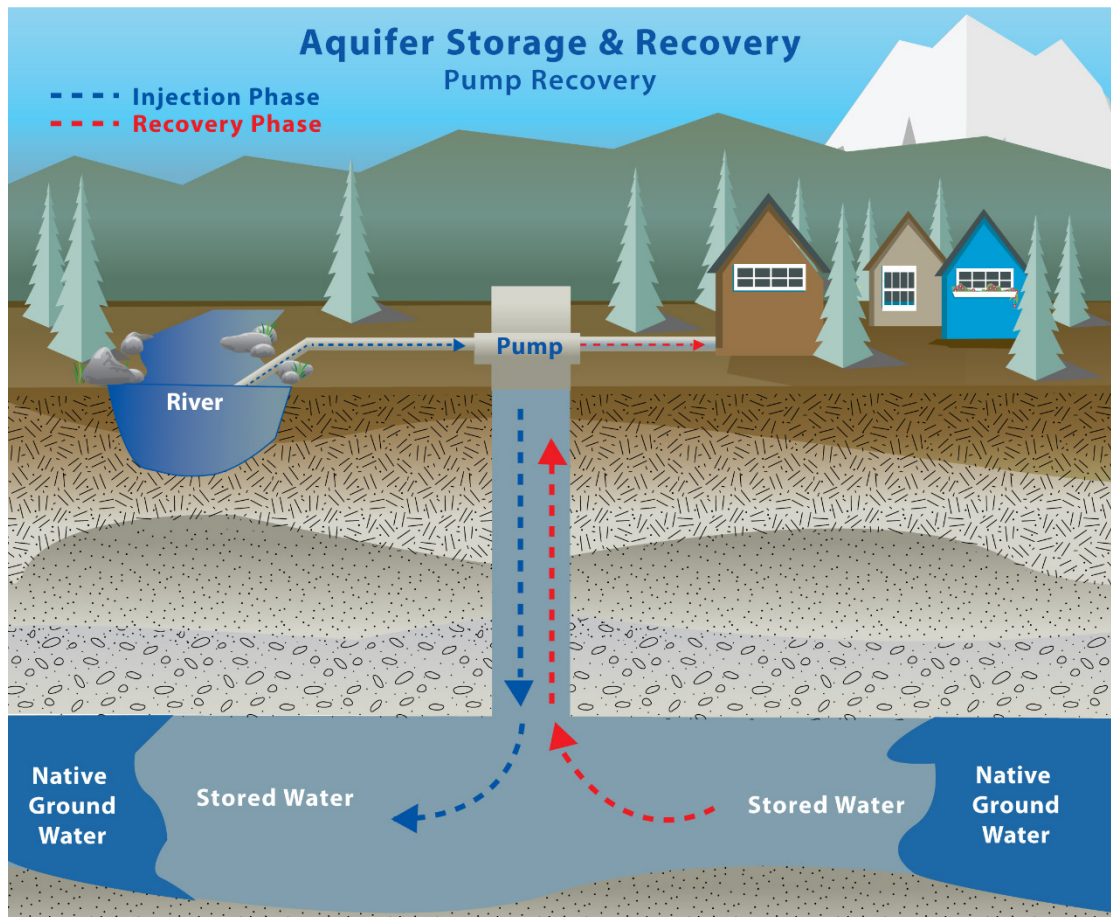 Aquifer Storage & Recovery
Pump Recovery
Injection Phase
Recovery Phase
Pump
River
Native
Ground
Water
Stored Water
Stored Water
Native
Ground
Water